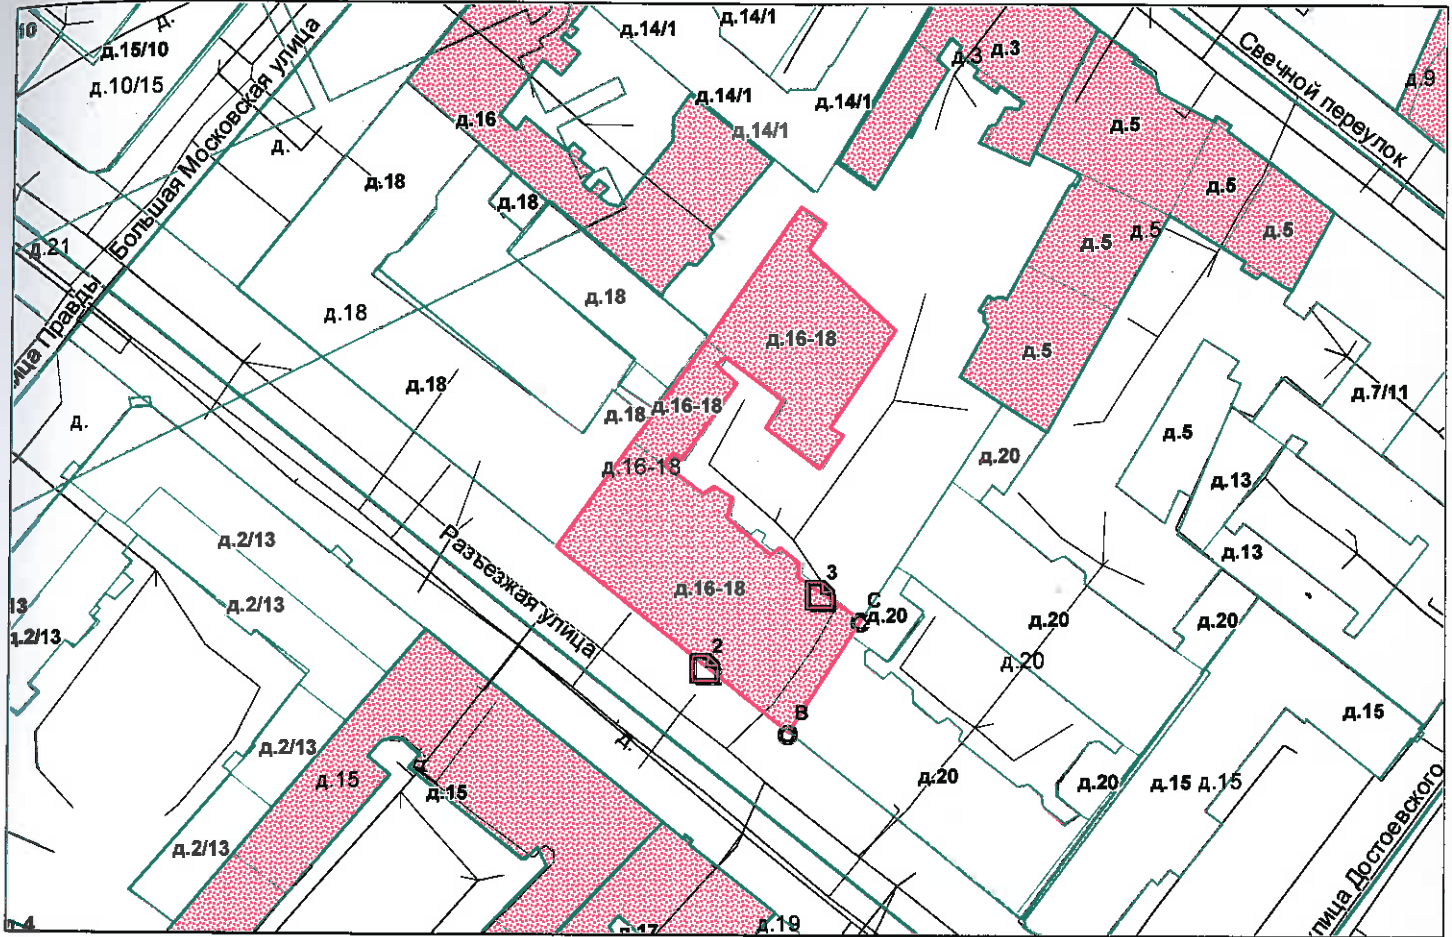 10
д.
д.15/10
д.10/15
Большая Московская улица
д.
д.14/1
д.14/1
д.14/1
д.14/1
д.14/1
д.16
д.3
д.3
Свечной переулок
д.9
д.5
д.5
д.5
д.5
д.5
д.5
д.18
д.18
д.21
д.18
д.18
д.18
д.18
д.16-18
д.16-18
д.16-18
д.16-18
д.7/11
д.5
д.20
д.13
д.13
д.
Разъезжая улица
д.2/13
д.2/13
13
д.2/13
3
C
д.20
д.20
д.20
д.20
2
B
д.
д.2/13
д.15
д.15
д.20
д.20
д.15
д.15
д.15
д.2/13
д.17
д.19